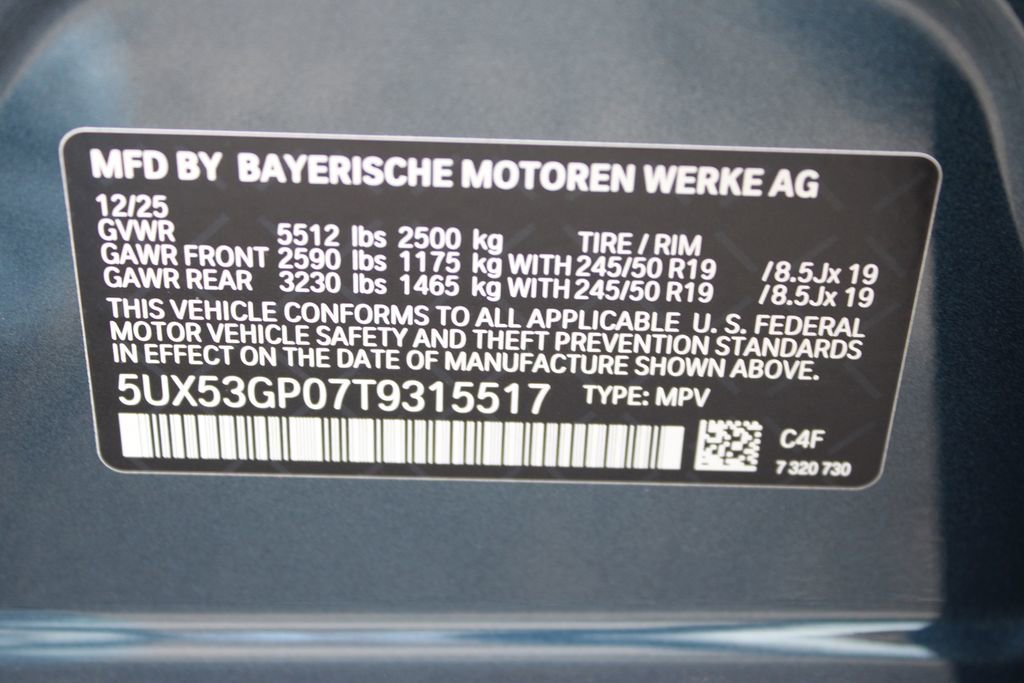 MFD BY BAYERISCHE MOTOREN WERKE AG
12/25
GVWR 5512 lbs 2500 kg TIRE / RIM
GAWR FRONT 2590 lbs 1175 kg WITH 245/50 R19 /8.5Jx 19
GAWR REAR 3230 lbs 1465 kg WITH 245/50 R19 /8.5Jx 19
THIS VEHICLE CONFORMS TO ALL APPLICABLE U. S. FEDERAL
MOTOR VEHICLE SAFETY AND THEFT PREVENTION STANDARDS
IN EFFECT ON THE DATE OF MANUFACTURE SHOWN ABOVE.
5UX53GP07T9315517 TYPE: MPV
C4F
7 320 730